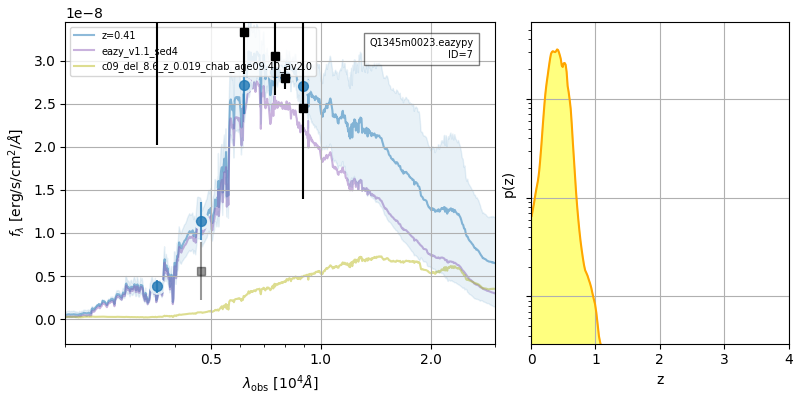 1e−8
z=0.41
eazy_v1.1_sed4
c09_del_8.6_z_0.019_chab_age09.40_av2.0
Q1345m0023.eazypy
ID=7
3.0
2.5
2.0
1.5
1.0
0.5
0.0
fλ [erg/s/cm²/Å]
0.5
1.0
2.0
λobs [10⁴Å]
p(z)
0
1
2
3
4
z